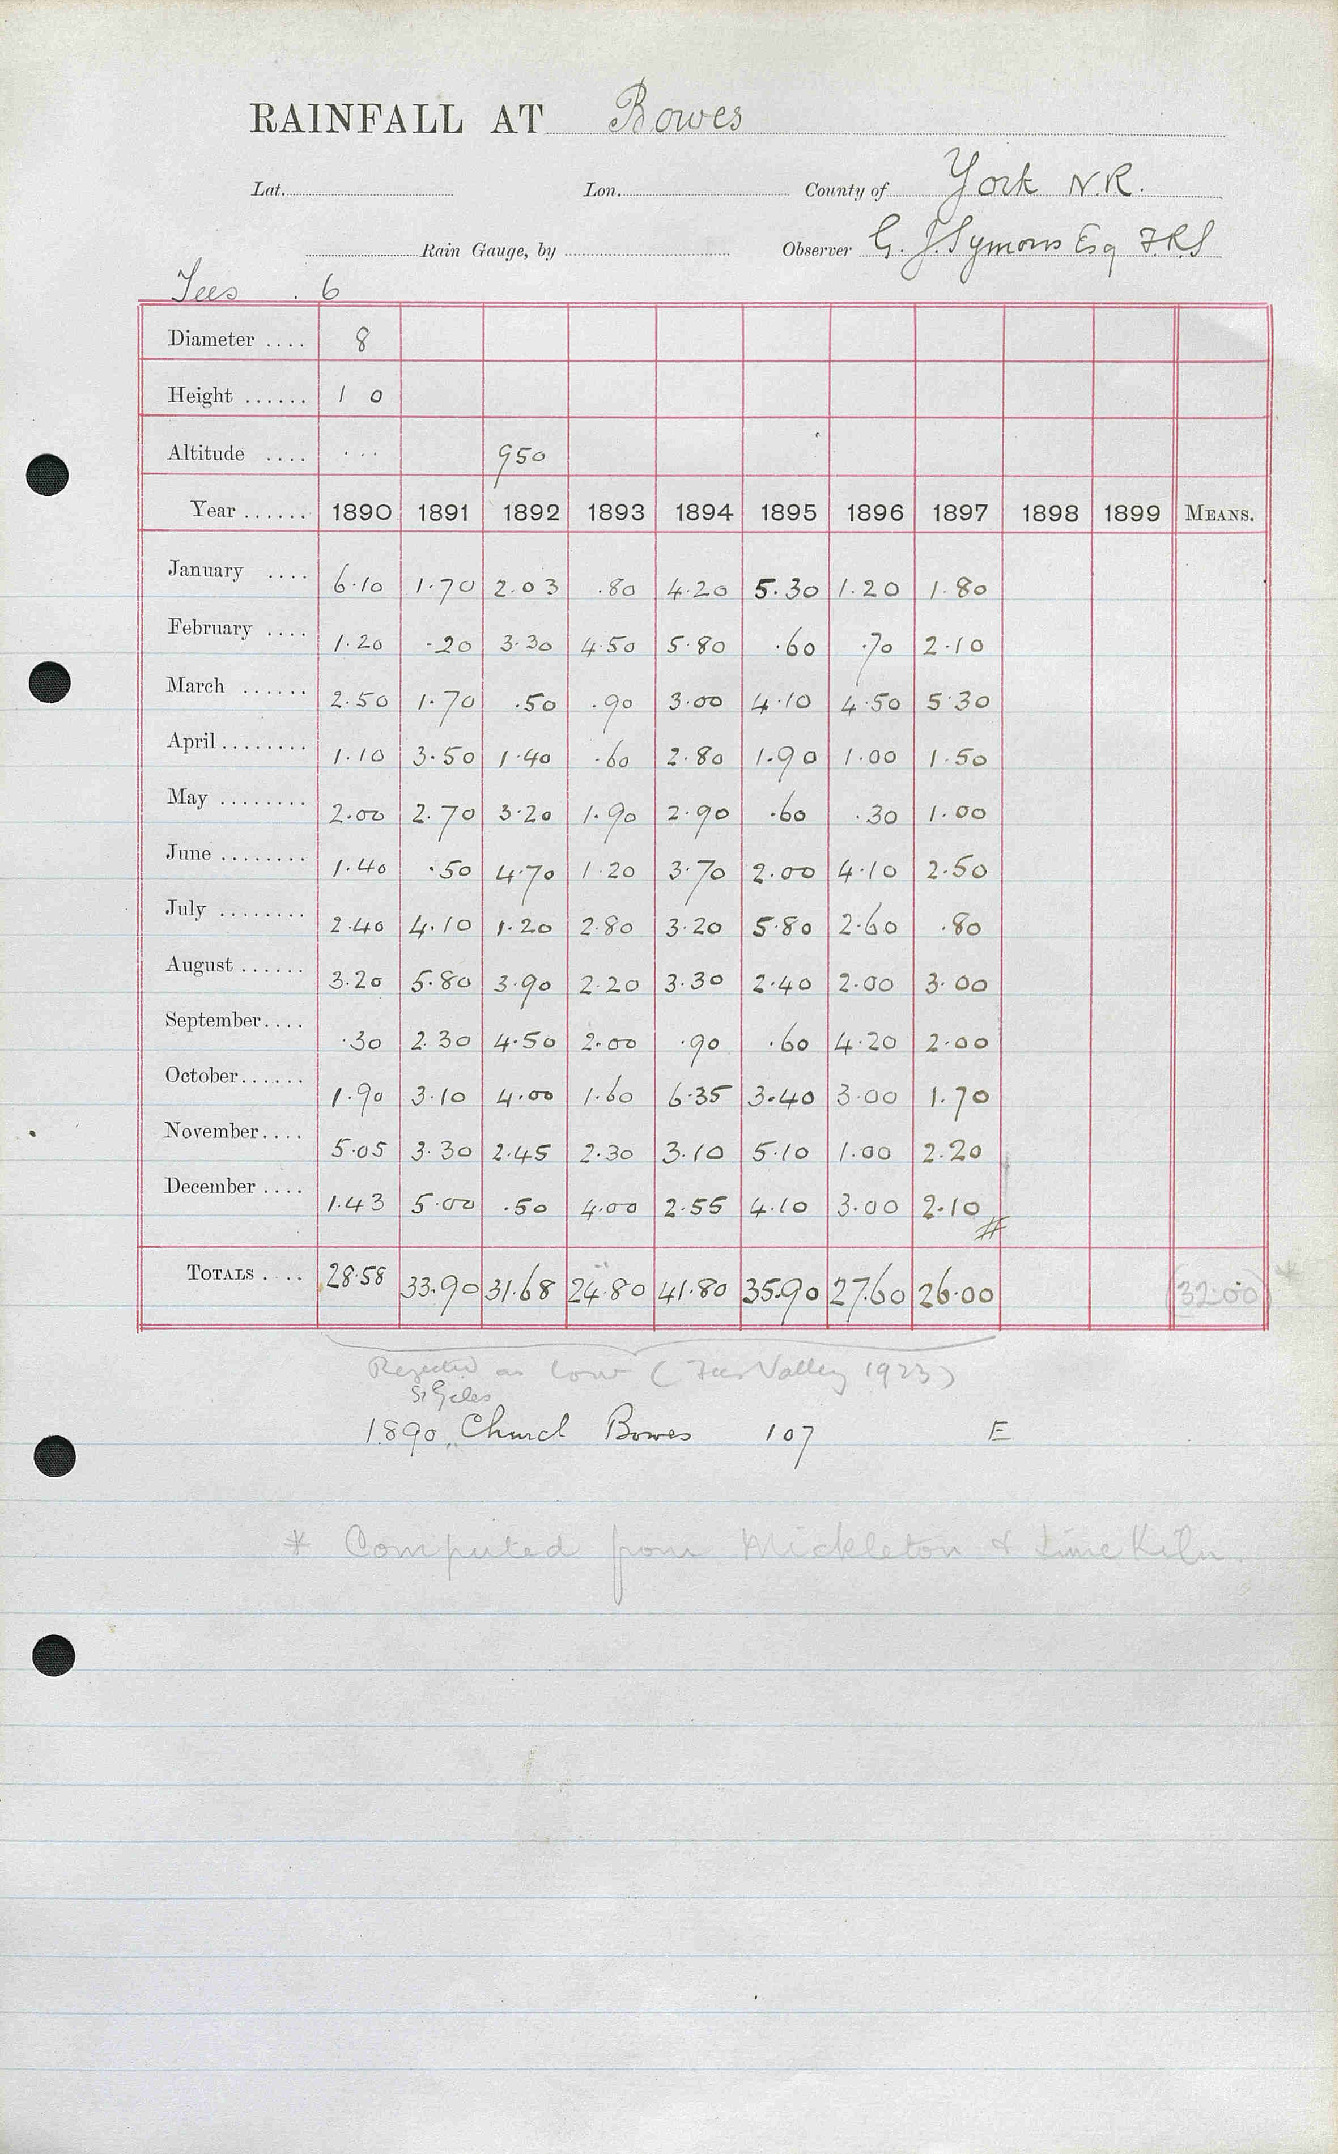 RAINFALL AT Bowes
Lat. Lon. County of York N.R.
Rain Gauge, by Observer G. J. Symons Esq F.R.S
Tees . 6
Diameter .... 8
Height ...... 1 0
Altitude .... ... 950
Year ...... 1890 1891 1892 1893 1894 1895 1896 1897 1898 1899 MEANS.
January .... 6.10 1.70 2.03 .80 4.20 5.30 1.20 1.80
February .... 1.20 .20 3.30 4.50 5.80 .60 .70 2.10
March ...... 2.50 1.70 .50 .90 3.00 4.10 4.50 5.30
April ........ 1.10 3.50 1.40 .60 2.80 1.90 1.00 1.50
May ........ 2.00 2.70 3.20 1.90 2.90 .60 .30 1.00
June ........ 1.40 .50 4.70 1.20 3.70 2.00 4.10 2.50
July ........ 2.40 4.10 1.20 2.80 3.20 5.80 2.60 .80
August ...... 3.20 5.80 3.90 2.20 3.30 2.40 2.00 3.00
September .... .30 2.30 4.50 2.00 .90 .60 4.20 2.00
October ...... 1.90 3.10 4.00 1.60 6.35 3.40 3.00 1.70
November .... 5.05 3.30 2.45 2.30 3.10 5.10 1.00 2.20
December .... 1.43 5.00 .50 4.00 2.55 4.10 3.00 2.10 #
TOTALS .... 28.58 33.90 31.68 24.80 41.80 35.90 27.60 26.00 (32.00) *
Rejected as low (Tees Valley 1923)
St Giles
1890 " Church Bowes 107 E
* Computed from Mickleton & Lime Kiln.